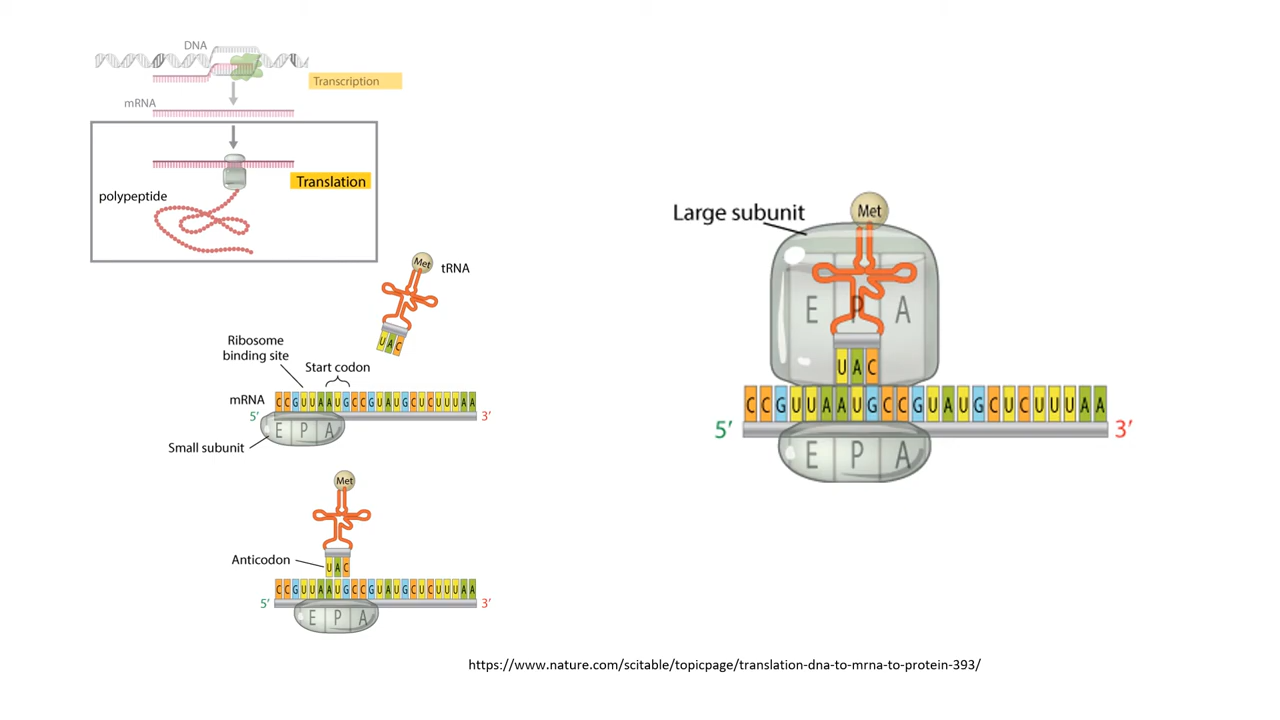 DNA
Transcription
mRNA
Translation
polypeptide
Met
tRNA
UAC
Ribosome
binding site
Start codon
mRNA
CCGUUAAUGCCGUAUGCUCUUUAA
5′
3′
E P A
Small subunit
Met
Anticodon
UAC
CCGUUAAUGCCGUAUGCUCUUUAA
5′
3′
E P A
Large subunit
Met
E P A
UAC
CCGUUAAUGCCGUAUGCUCUUUAA
5′
3′
E P A
https://www.nature.com/scitable/topicpage/translation-dna-to-mrna-to-protein-393/